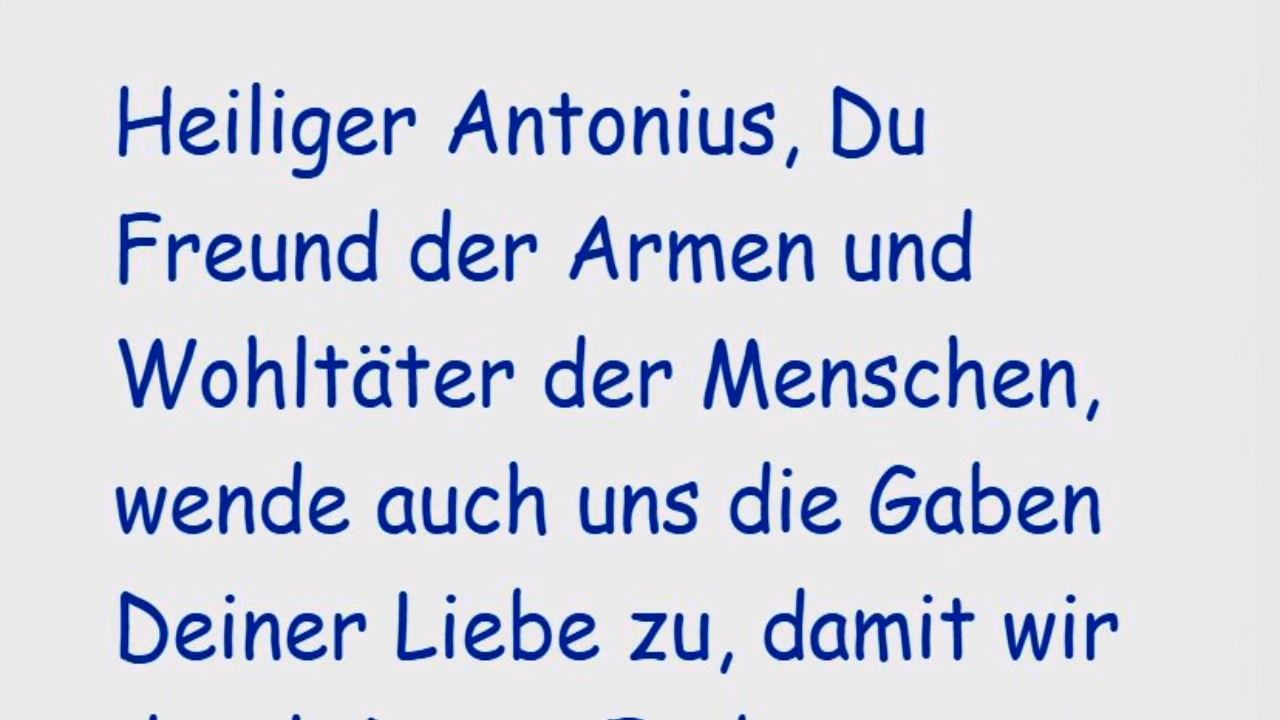 Heiliger Antonius, Du
Freund der Armen und
Wohltäter der Menschen,
wende auch uns die Gaben
Deiner Liebe zu, damit wir